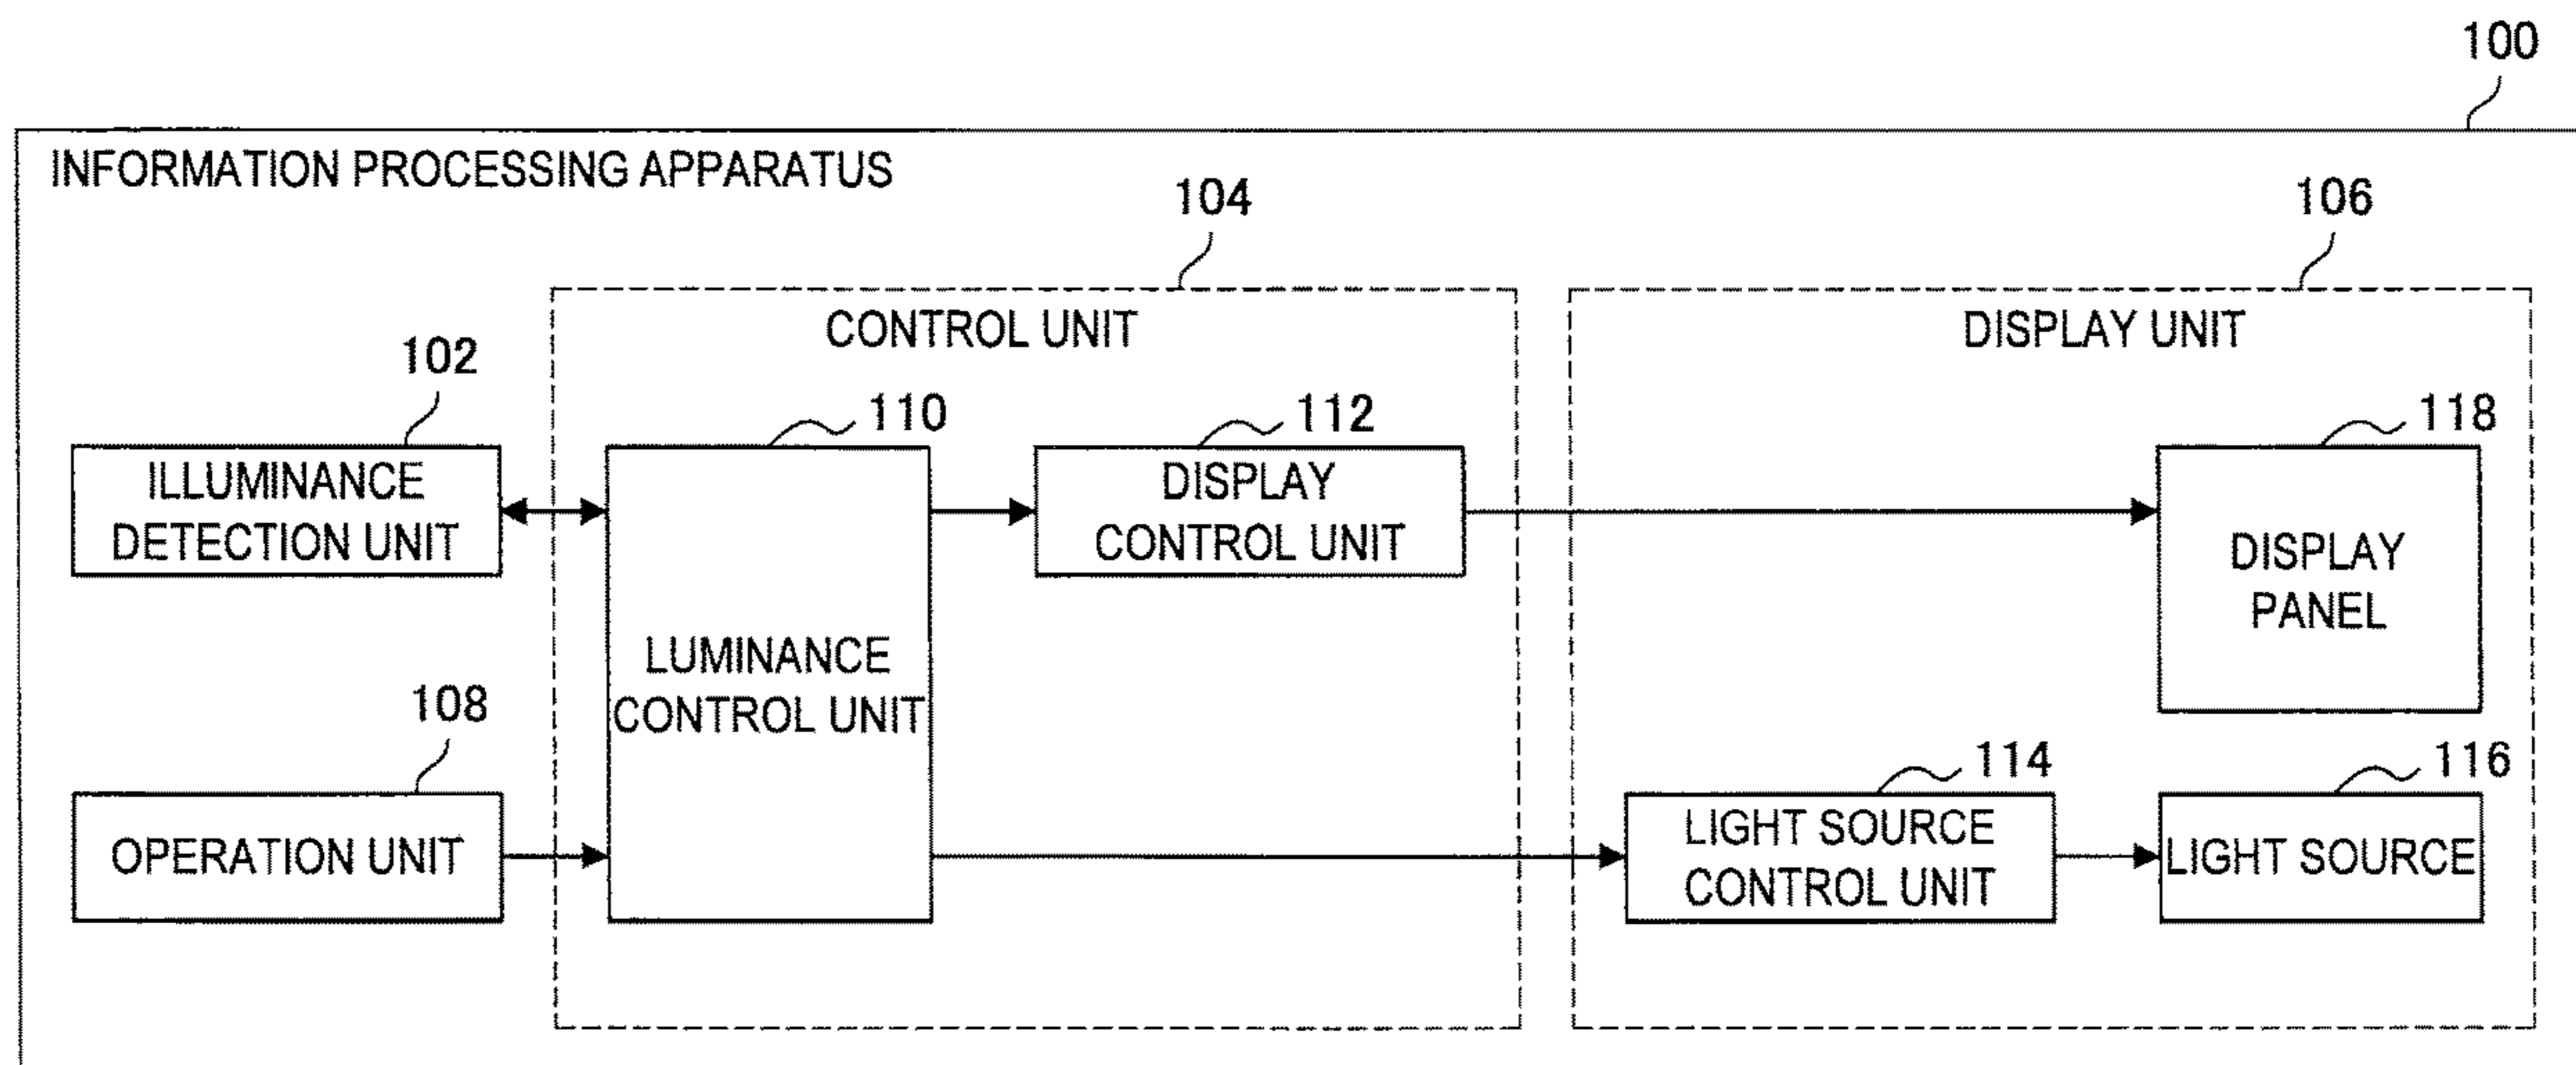 100
INFORMATION PROCESSING APPARATUS
104
106
CONTROL UNIT
DISPLAY UNIT
102
110
112
118
ILLUMINANCE
DETECTION UNIT
DISPLAY
CONTROL UNIT
DISPLAY
PANEL
LUMINANCE
CONTROL UNIT
108
114
116
OPERATION UNIT
LIGHT SOURCE
CONTROL UNIT
LIGHT SOURCE